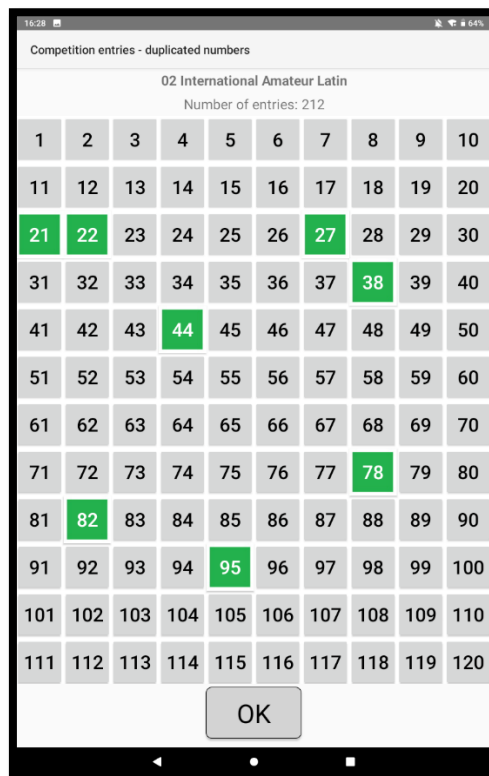 16:28 64%
Competition entries - duplicated numbers
02 International Amateur Latin
Number of entries: 212
1 2 3 4 5 6 7 8 9 10
11 12 13 14 15 16 17 18 19 20
21 22 23 24 25 26 27 28 29 30
31 32 33 34 35 36 37 38 39 40
41 42 43 44 45 46 47 48 49 50
51 52 53 54 55 56 57 58 59 60
61 62 63 64 65 66 67 68 69 70
71 72 73 74 75 76 77 78 79 80
81 82 83 84 85 86 87 88 89 90
91 92 93 94 95 96 97 98 99 100
101 102 103 104 105 106 107 108 109 110
111 112 113 114 115 116 117 118 119 120
OK